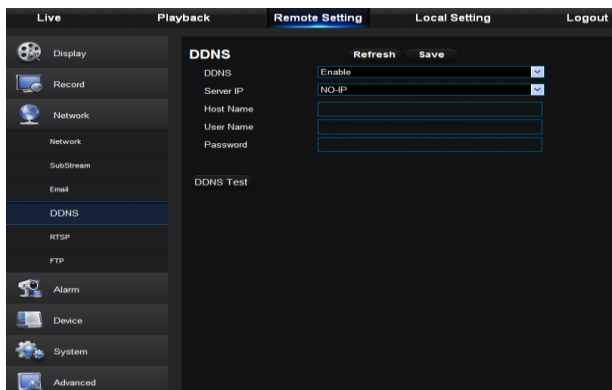 Live Playback Remote Setting Local Setting Logout
Display
Record
Network
Network
SubStream
Email
DDNS
RTSP
FTP
Alarm
Device
System
Advanced
DDNS Refresh Save
DDNS Enable
Server IP NO-IP
Host Name
User Name
Password
DDNS Test